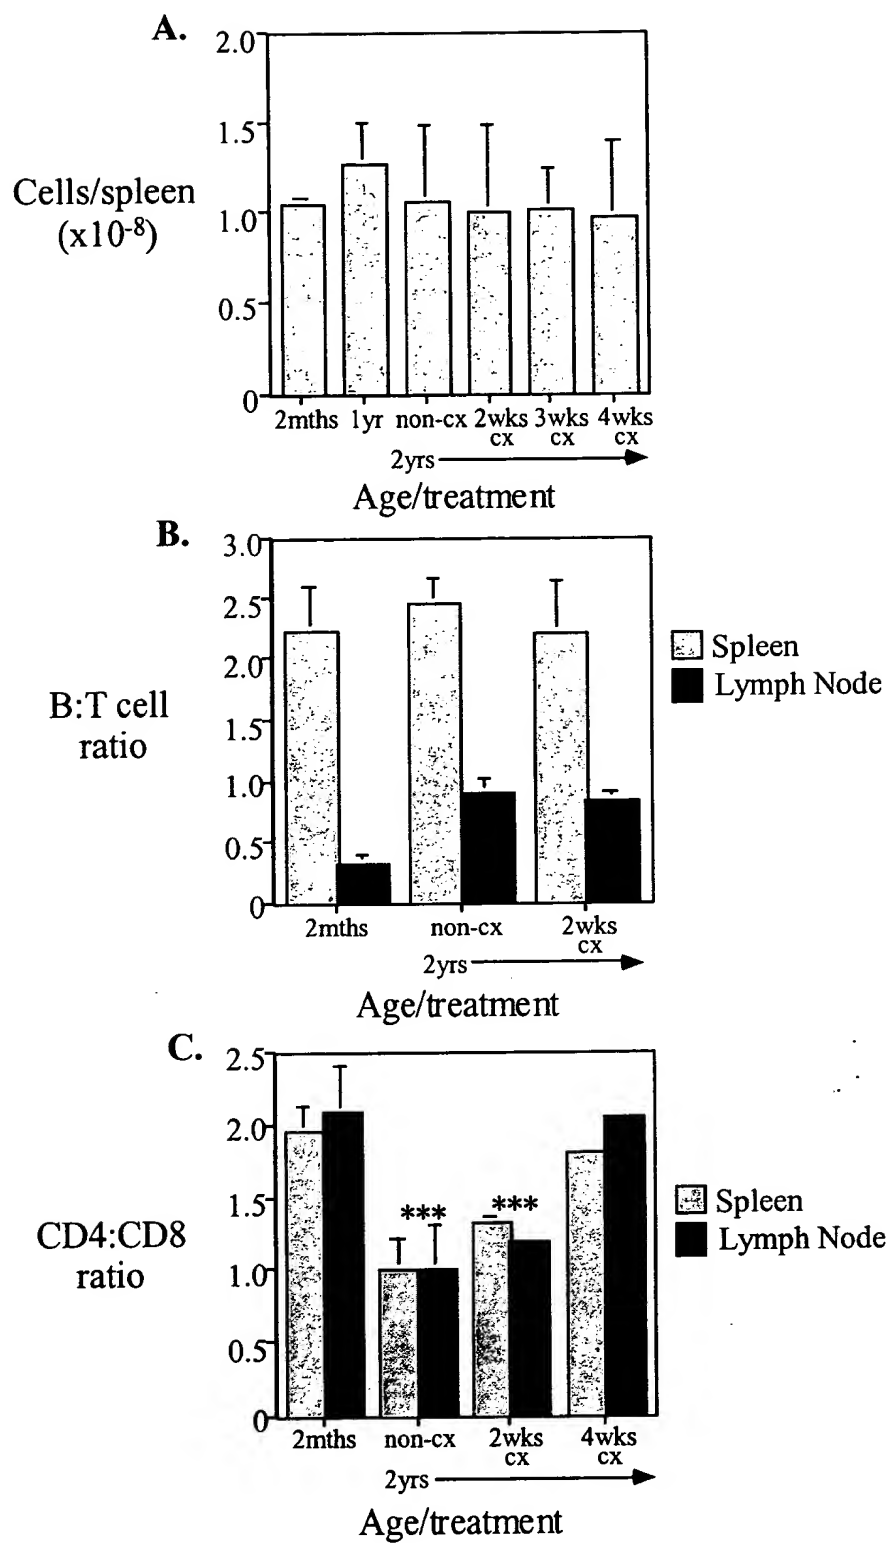 A.
2.0
1.5
1.0
0.5
0
Cells/spleen
(x10-8)
2mths 1yr non-cx 2wks 3wks 4wks
cx cx cx
2yrs
Age/treatment
B.
3.0
2.5
2.0
1.5
1.0
0.5
0
B:T cell
ratio
Spleen
Lymph Node
2mths non-cx 2wks
cx
2yrs
Age/treatment
C.
2.5
2.0
1.5
1.0
0.5
0
CD4:CD8
ratio
*** ***
Spleen
Lymph Node
2mths non-cx 2wks 4wks
cx cx
2yrs
Age/treatment